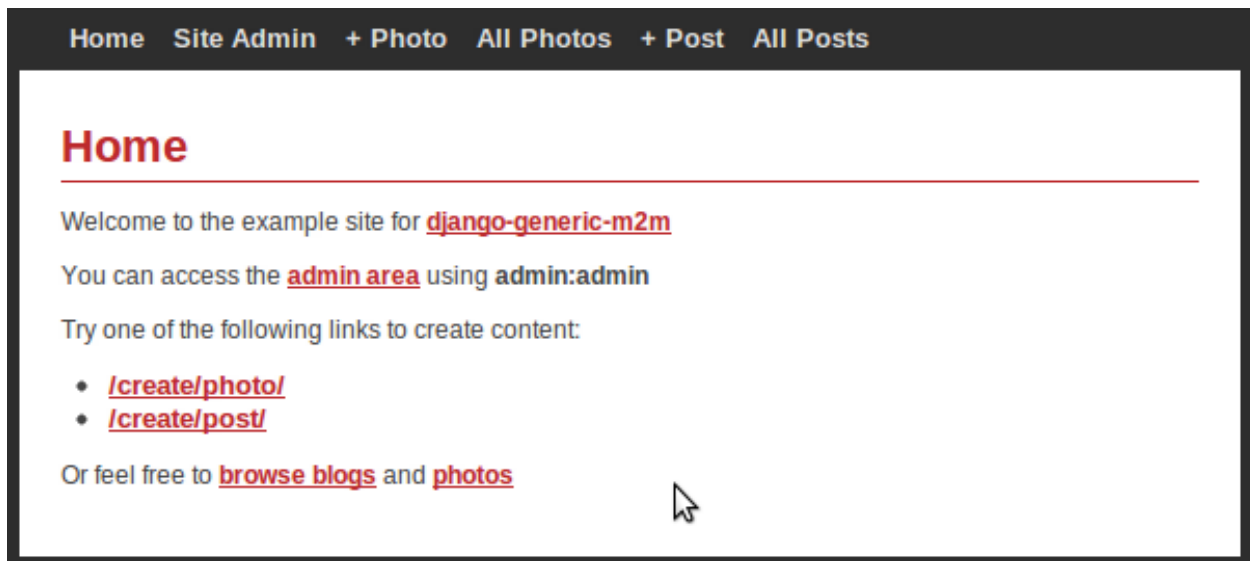 Home Site Admin + Photo All Photos + Post All Posts
Home
Welcome to the example site for django-generic-m2m
You can access the admin area using admin:admin
Try one of the following links to create content:
/create/photo/
/create/post/
Or feel free to browse blogs and photos